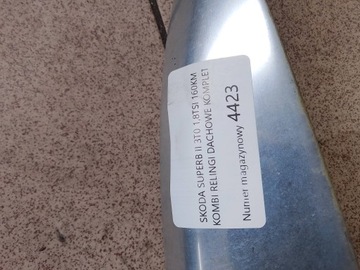 SKODA SUPERB II 3T0 1,8TSI 160KM
KOMBI RELINGI DACHOWE KOMPLET
Numer magazynowy 4423